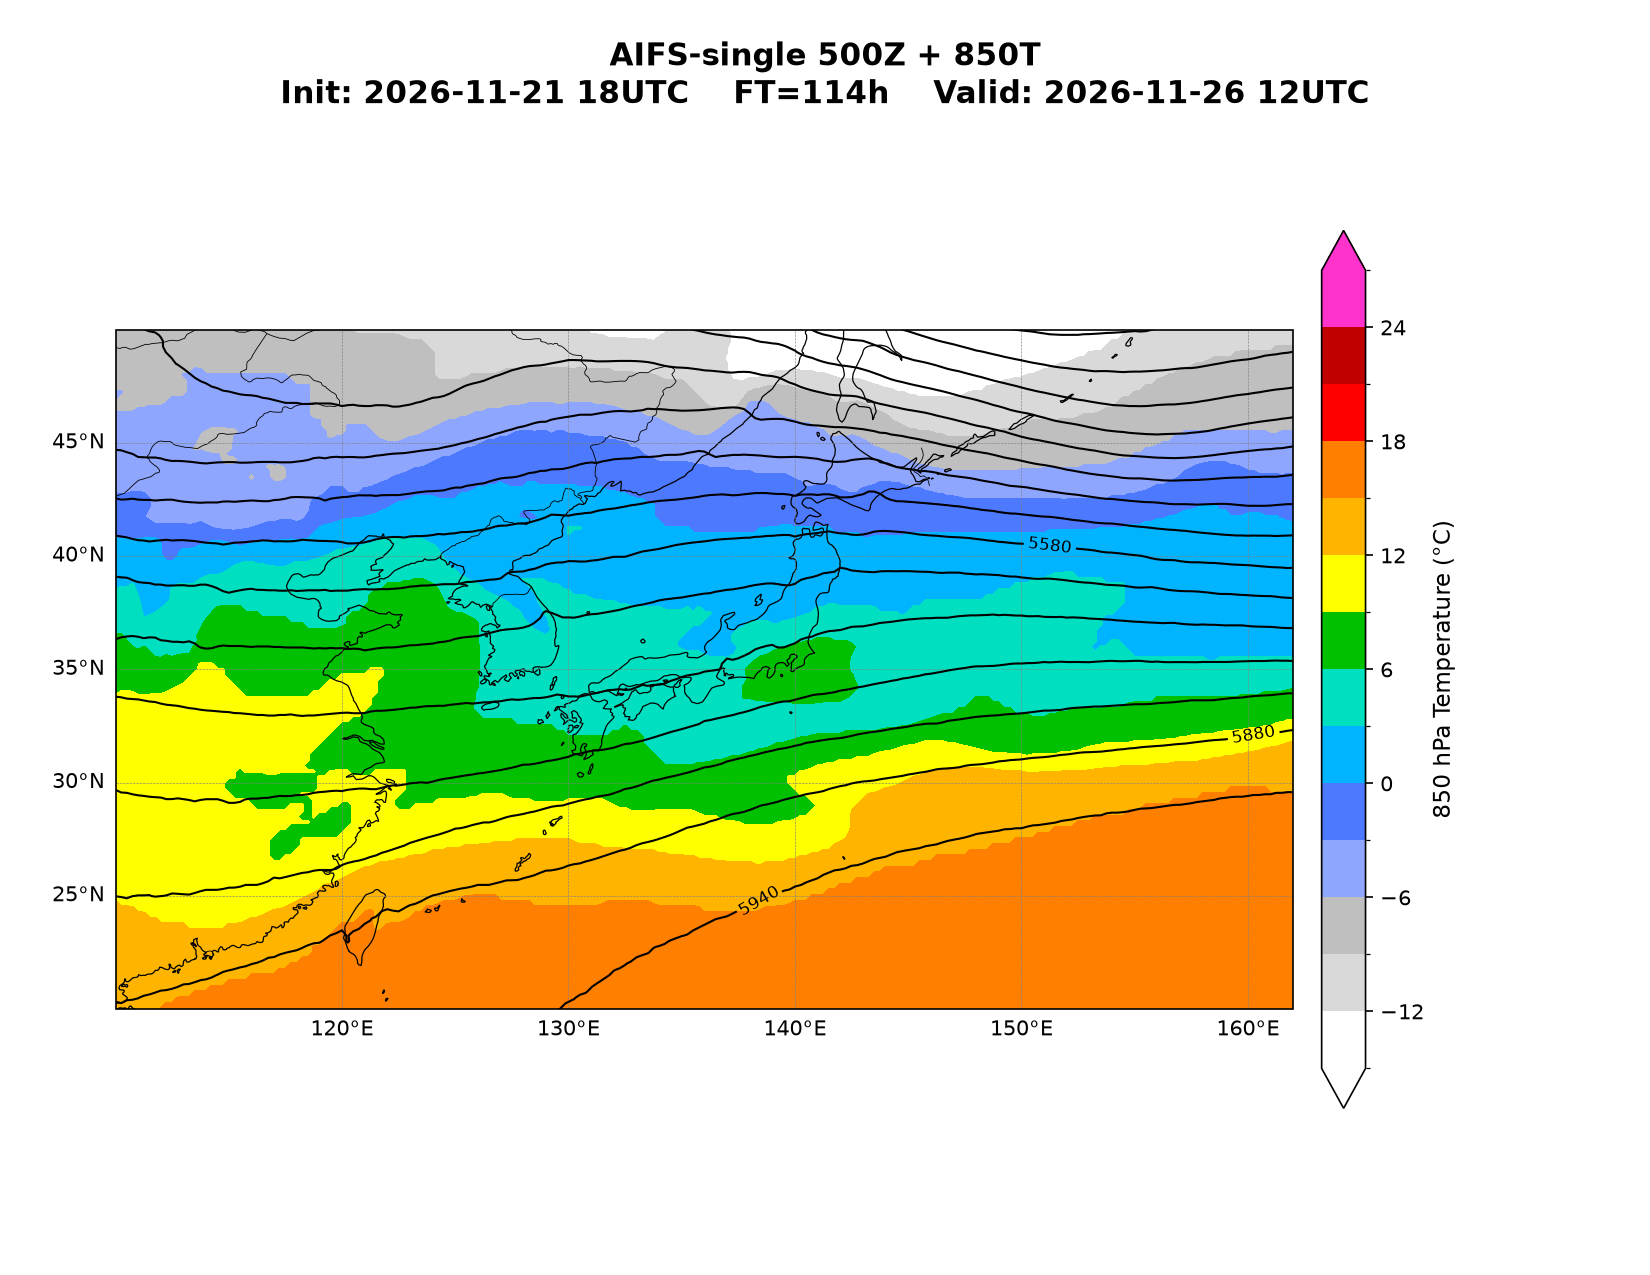 AIFS-single 500Z + 850T
Init: 2026-11-21 18UTC    FT=114h    Valid: 2026-11-26 12UTC
45°N
40°N
35°N
30°N
25°N
120°E
130°E
140°E
150°E
160°E
5580
5880
5940
24
18
12
6
0
−6
−12
850 hPa Temperature (°C)